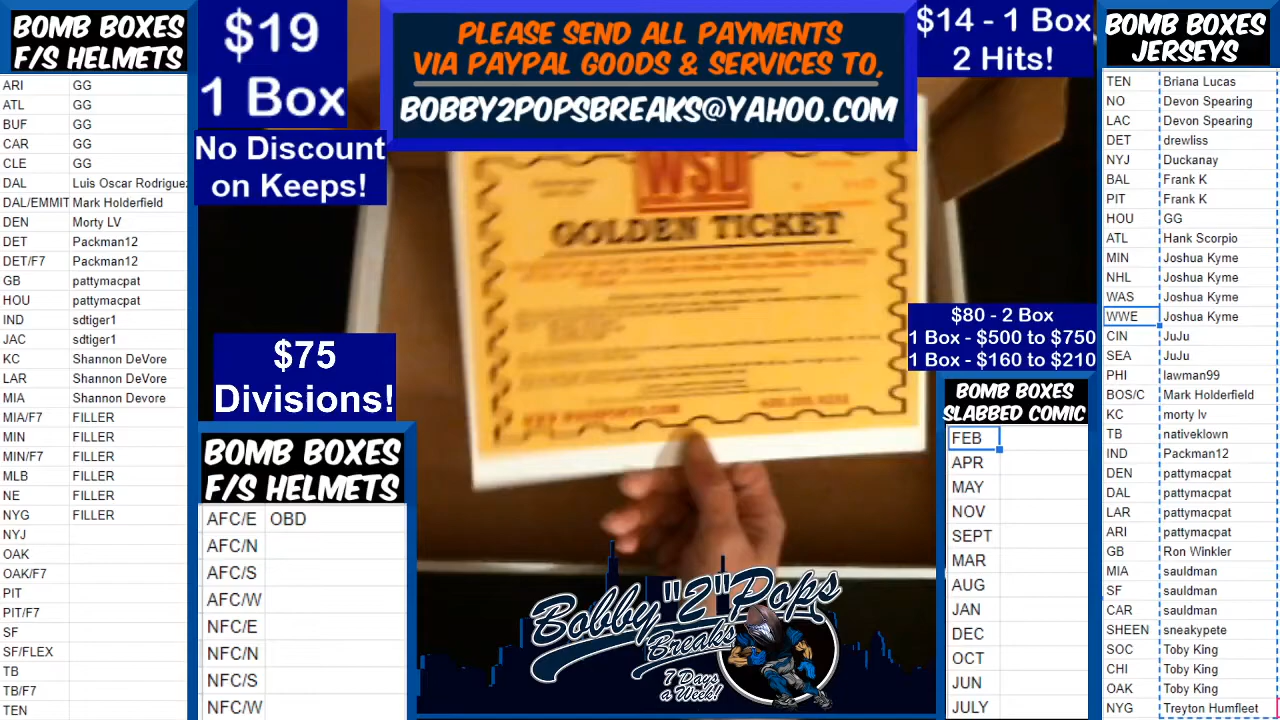 BOMB BOXES
F/S HELMETS
ARI GG
ATL GG
BUF GG
CAR GG
CLE GG
DAL Luis Oscar Rodriguez
DAL/EMMIT Mark Holderfield
DEN Morty LV
DET Packman12
DET/F7 Packman12
GB pattymacpat
HOU pattymacpat
IND sdtiger1
JAC sdtiger1
KC Shannon DeVore
LAR Shannon DeVore
MIA Shannon Devore
MIA/F7 FILLER
MIN FILLER
MIN/F7 FILLER
MLB FILLER
NE FILLER
NYG FILLER
NYJ
OAK
OAK/F7
PIT
PIT/F7
SF
SF/FLEX
TB
TB/F7
TEN
$19
1 Box
No Discount
on Keeps!
$75
Divisions!
BOMB BOXES
F/S HELMETS
AFC/E OBD
AFC/N
AFC/S
AFC/W
NFC/E
NFC/N
NFC/S
NFC/W
PLEASE SEND ALL PAYMENTS
VIA PAYPAL GOODS & SERVICES TO,
BOBBY2POPSBREAKS@YAHOO.COM
WSD
GOLDEN TICKET
Bobby "2" Pops
Breaks
7 Days
a Week!
$14 - 1 Box,
2 Hits!
$80 - 2 Box
1 Box - $500 to $750
1 Box - $160 to $210
BOMB BOXES
SLABBED COMIC
FEB
APR
MAY
NOV
SEPT
MAR
AUG
JAN
DEC
OCT
JUN
JULY
BOMB BOXES
JERSEYS
TEN Briana Lucas
NO Devon Spearing
LAC Devon Spearing
DET drewliss
NYJ Duckanay
BAL Frank K
PIT Frank K
HOU GG
ATL Hank Scorpio
MIN Joshua Kyme
NHL Joshua Kyme
WAS Joshua Kyme
WWE Joshua Kyme
CIN JuJu
SEA JuJu
PHI lawman99
BOS/C Mark Holderfield
KC morty lv
TB nativeklown
IND Packman12
DEN pattymacpat
DAL pattymacpat
LAR pattymacpat
ARI pattymacpat
GB Ron Winkler
MIA sauldman
SF sauldman
CAR sauldman
SHEEN sneakypete
SOC Toby King
CHI Toby King
OAK Toby King
NYG Treyton Humfleet